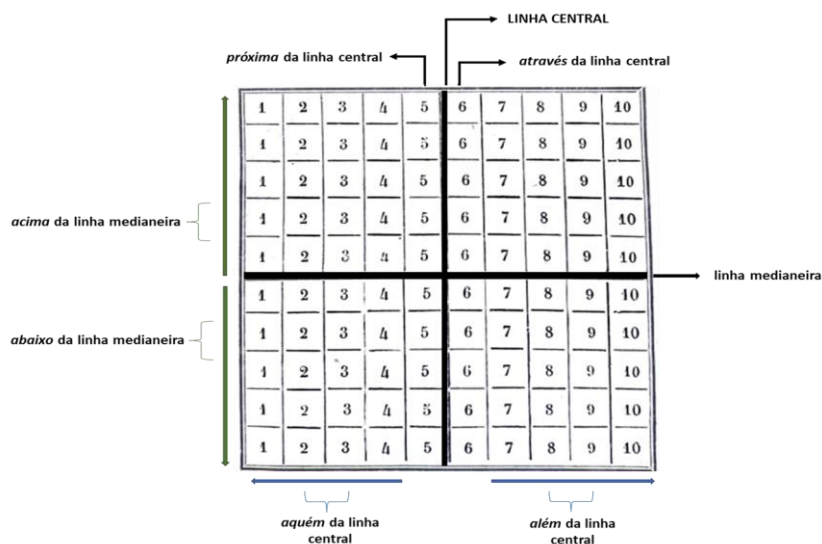 LINHA CENTRAL
próxima da linha central
através da linha central
1 2 3 4 5 6 7 8 9 10
1 2 3 4 5 6 7 8 9 10
1 2 3 4 5 6 7 8 9 10
acima da linha medianeira
1 2 3 4 5 6 7 8 9 10
1 2 3 4 5 6 7 8 9 10
linha medianeira
1 2 3 4 5 6 7 8 9 10
abaixo da linha medianeira
1 2 3 4 5 6 7 8 9 10
1 2 3 4 5 6 7 8 9 10
1 2 3 4 5 6 7 8 9 10
1 2 3 4 5 6 7 8 9 10
aquém da linha
central
além da linha
central